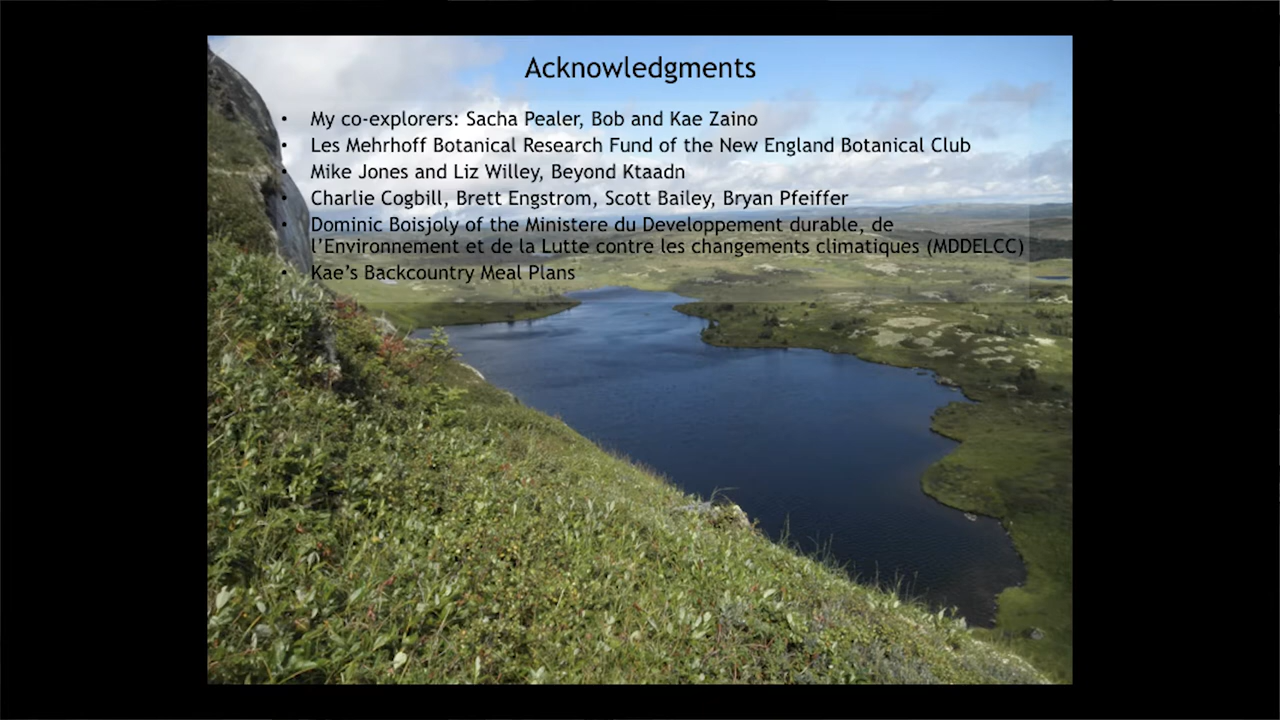 Acknowledgments
• My co-explorers: Sacha Pealer, Bob and Kae Zaino
• Les Mehrhoff Botanical Research Fund of the New England Botanical Club
• Mike Jones and Liz Willey, Beyond Ktaadn
• Charlie Cogbill, Brett Engstrom, Scott Bailey, Bryan Pfeiffer
• Dominic Boisjoly of the Ministere du Developpement durable, de
l’Environnement et de la Lutte contre les changements climatiques (MDDELCC)
• Kae’s Backcountry Meal Plans